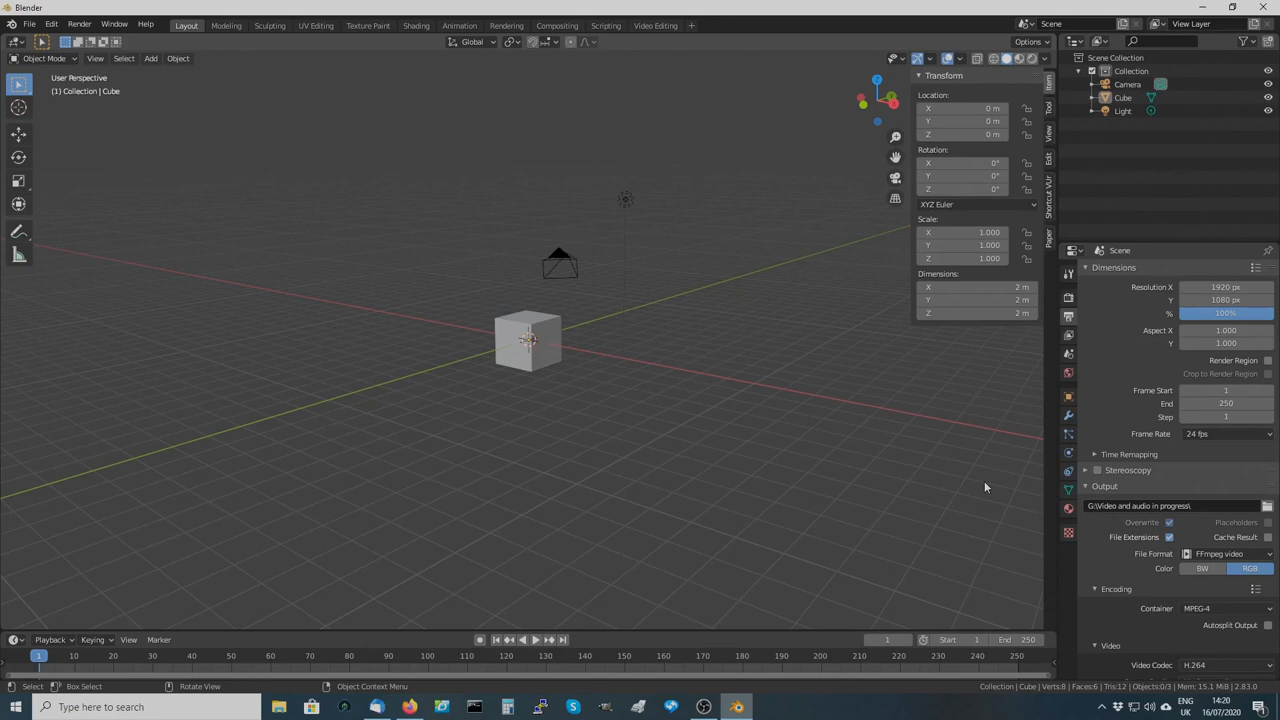 Blender
File Edit Render Window Help Layout Modeling Sculpting UV Editing Texture Paint Shading Animation Rendering Compositing Scripting Video Editing + Scene View Layer
Global Options
Object Mode View Select Add Object
User Perspective
(1) Collection | Cube
Transform
Location:
X 0 m
Y 0 m
Z 0 m
Rotation:
X 0°
Y 0°
Z 0°
XYZ Euler
Scale:
X 1.000
Y 1.000
Z 1.000
Dimensions:
X 2 m
Y 2 m
Z 2 m
Item
Tool
View
Edit
Shortcut VUr
Paper
Scene Collection
Collection
Camera
Cube
Light
Scene
Dimensions
Resolution X 1920 px
Y 1080 px
% 100%
Aspect X 1.000
Y 1.000
Render Region
Crop to Render Region
Frame Start 1
End 250
Step 1
Frame Rate 24 fps
Time Remapping
Stereoscopy
Output
G:\Video and audio in progress\
Overwrite Placeholders
File Extensions Cache Result
File Format FFmpeg video
Color BW RGB
Encoding
Container MPEG-4
Autosplit Output
Video
Video Codec H.264
Playback Keying View Marker 1 Start 1 End 250
1 10 20 30 40 50 60 70 80 90 100 110 120 130 140 150 160 170 180 190 200 210 220 230 240 250
Select Box Select Rotate View Object Context Menu Collection | Cube | Verts:8 | Faces:6 | Tris:12 | Objects:0/3 | Mem: 15.1 MiB | 2.83.0
Type here to search
ENG
UK
14:20
16/07/2020